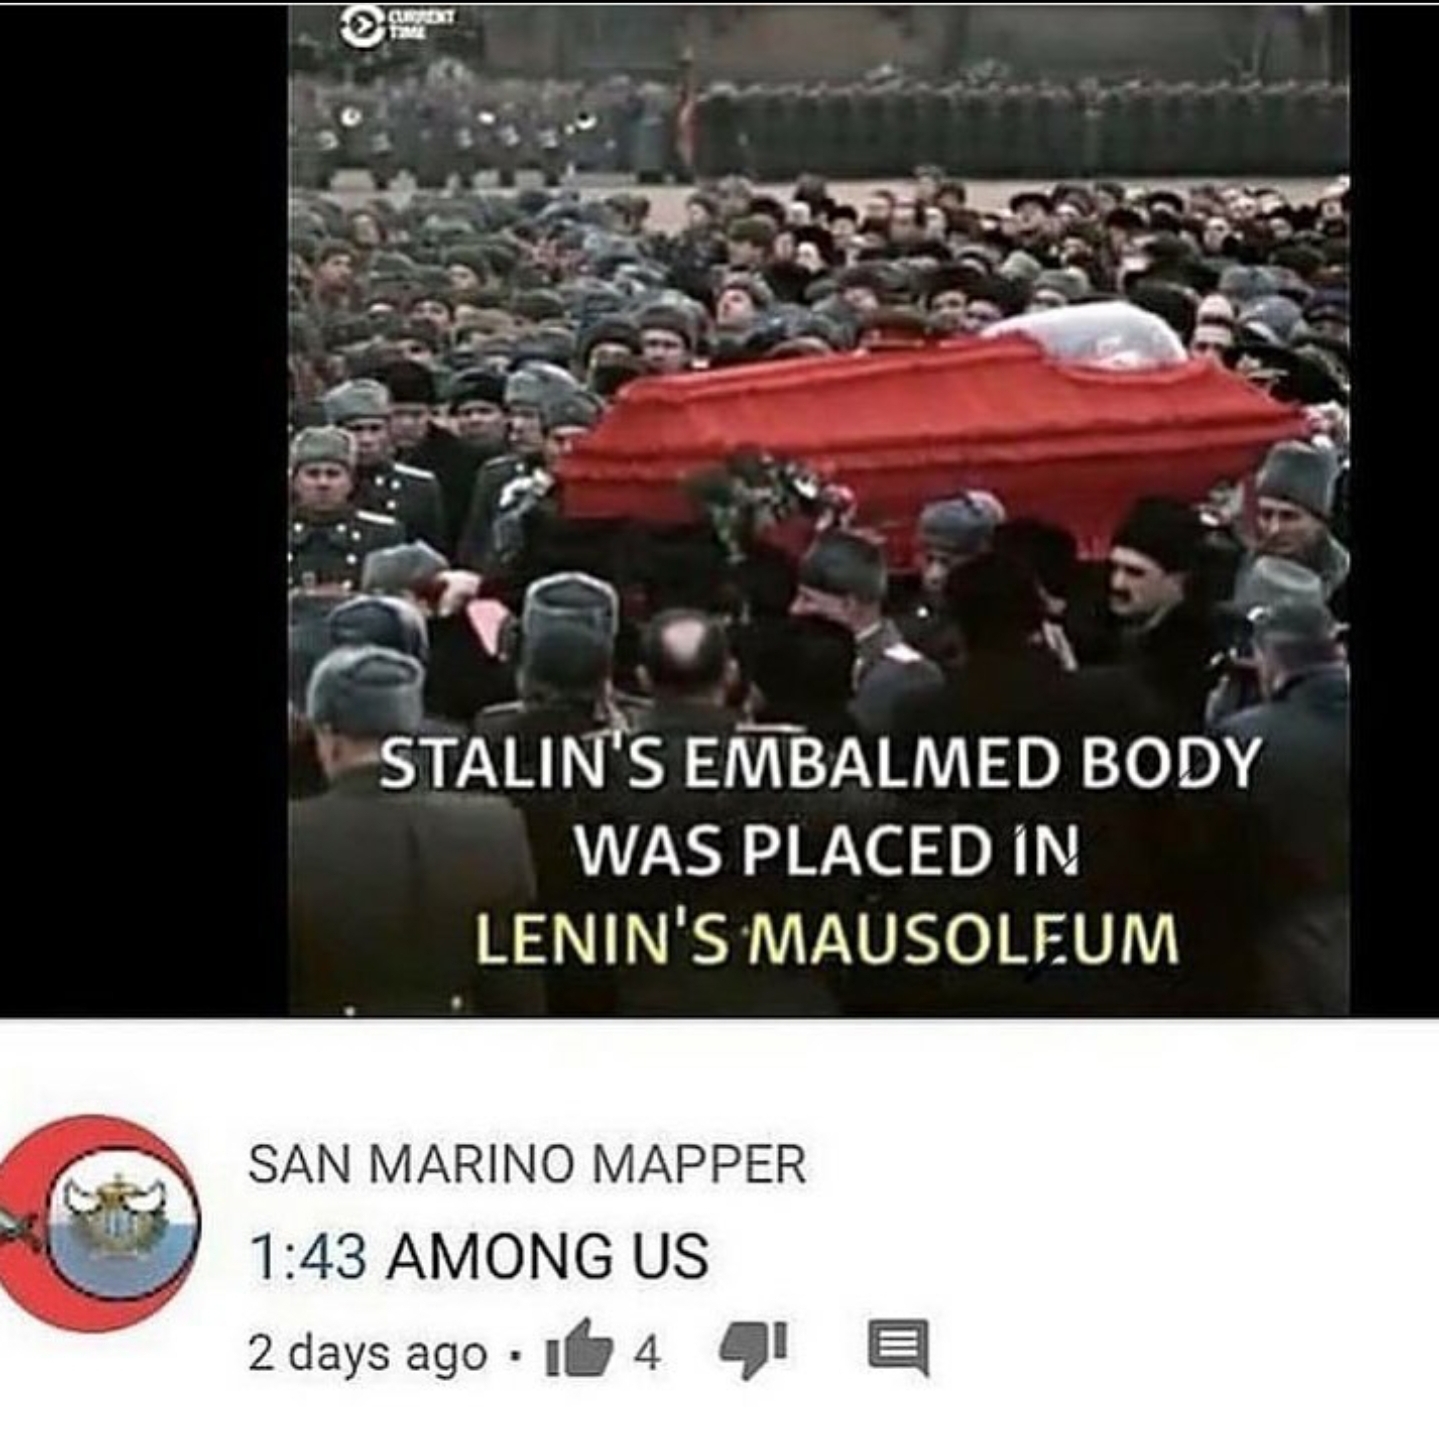 CURRENT
TIME
STALIN'S EMBALMED BODY
WAS PLACED IN
LENIN'S MAUSOLEUM
SAN MARINO MAPPER
1:43 AMONG US
2 days ago • 4